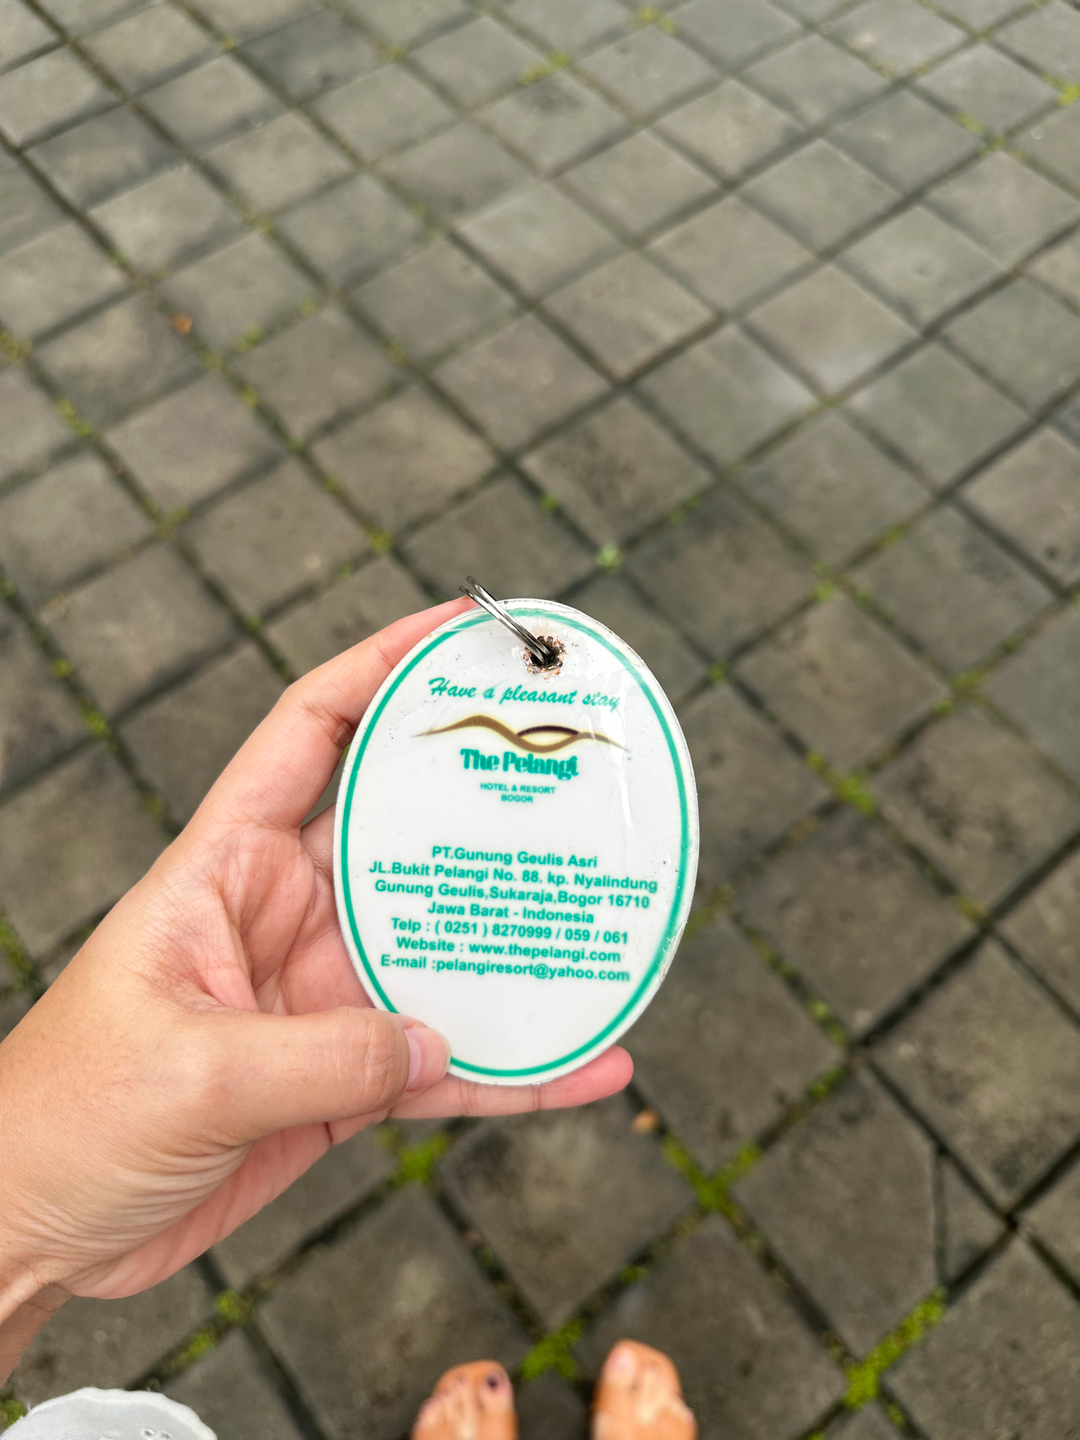 Have a pleasant stay
The Pelangi
HOTEL & RESORT
BOGOR
PT.Gunung Geulis Asri
JL.Bukit Pelangi No. 88. kp. Nyalindung
Gunung Geulis,Sukaraja,Bogor 16710
Jawa Barat - Indonesia
Telp : ( 0251 ) 8270999 / 059 / 061
Website : www.thepelangi.com
E-mail :pelangiresort@yahoo.com